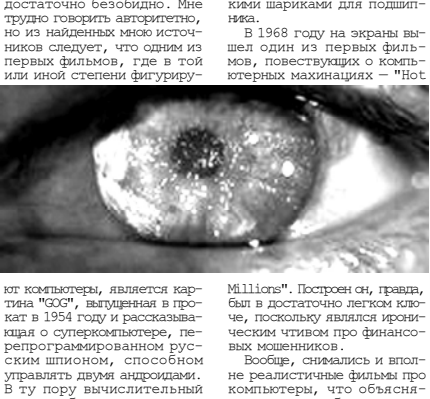 достаточно безобидно. Мне
трудно говорить авторитетно,
но из найденных мною источ-
ников следует, что одним из
первых фильмов, где в той
или иной степени фигуриру-
ют компьютеры, является кар-
тина "GOG", выпущенная в про-
кат в 1954 году и рассказыва-
ющая о суперкомпьютере, пе-
репрограммированном рус-
ским шпионом, способном
управлять двумя андроидами.
В ту пору вычислительный
кими шариками для подшип-
ника.
В 1968 году на экраны вы-
шел один из первых филь-
мов, повествующих о компь-
ютерных махинациях — "Hot
Millions". Построен он, правда,
был в достаточно легком клю-
че, поскольку являлся ирони-
ческим чтивом про финансо-
вых мошенников.
Вообще, снимались и впол-
не реалистичные фильмы про
компьютеры, что объясня-